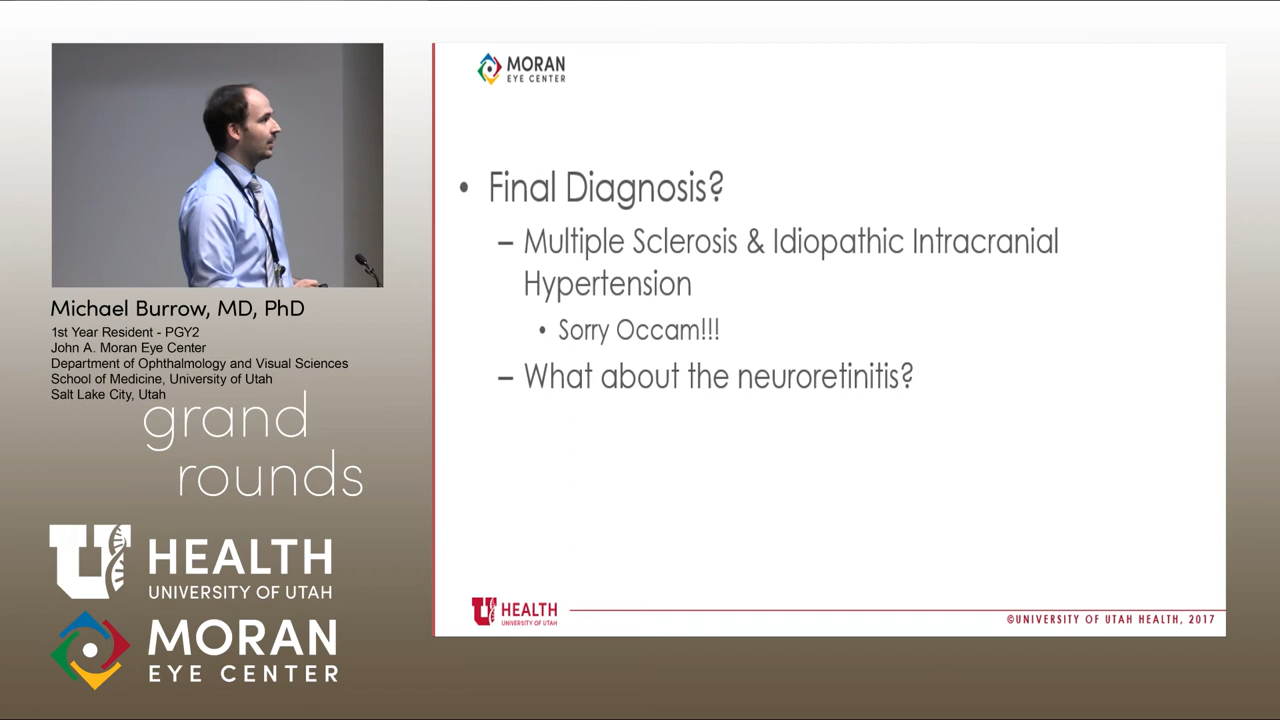 MORAN
EYE CENTER
• Final Diagnosis?
– Multiple Sclerosis & Idiopathic Intracranial
Hypertension
• Sorry Occam!!!
– What about the neuroretinitis?
U HEALTH
UNIVERSITY OF UTAH
©UNIVERSITY OF UTAH HEALTH, 2017
Michael Burrow, MD, PhD
1st Year Resident - PGY2
John A. Moran Eye Center
Department of Ophthalmology and Visual Sciences
School of Medicine, University of Utah
Salt Lake City, Utah
grand
rounds
U HEALTH
UNIVERSITY OF UTAH
MORAN
EYE CENTER